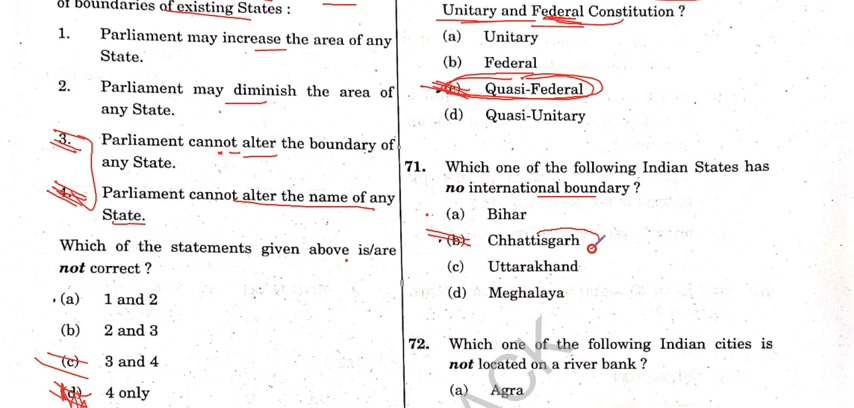 of boundaries of existing States :
1. Parliament may increase the area of any
State.
2. Parliament may diminish the area of
any State.
3. Parliament cannot alter the boundary of
any State.
4. Parliament cannot alter the name of any
State.
Which of the statements given above is/are
not correct ?
(a) 1 and 2
(b) 2 and 3
(c) 3 and 4
(d) 4 only
Unitary and Federal Constitution ?
(a) Unitary
(b) Federal
Quasi-Federal
(d) Quasi-Unitary
71. Which one of the following Indian States has
no international boundary ?
(a) Bihar
(b) Chhattisgarh
(c) Uttarakhand
(d) Meghalaya
72. Which one of the following Indian cities is
not located on a river bank ?
(a) Agra
ACK